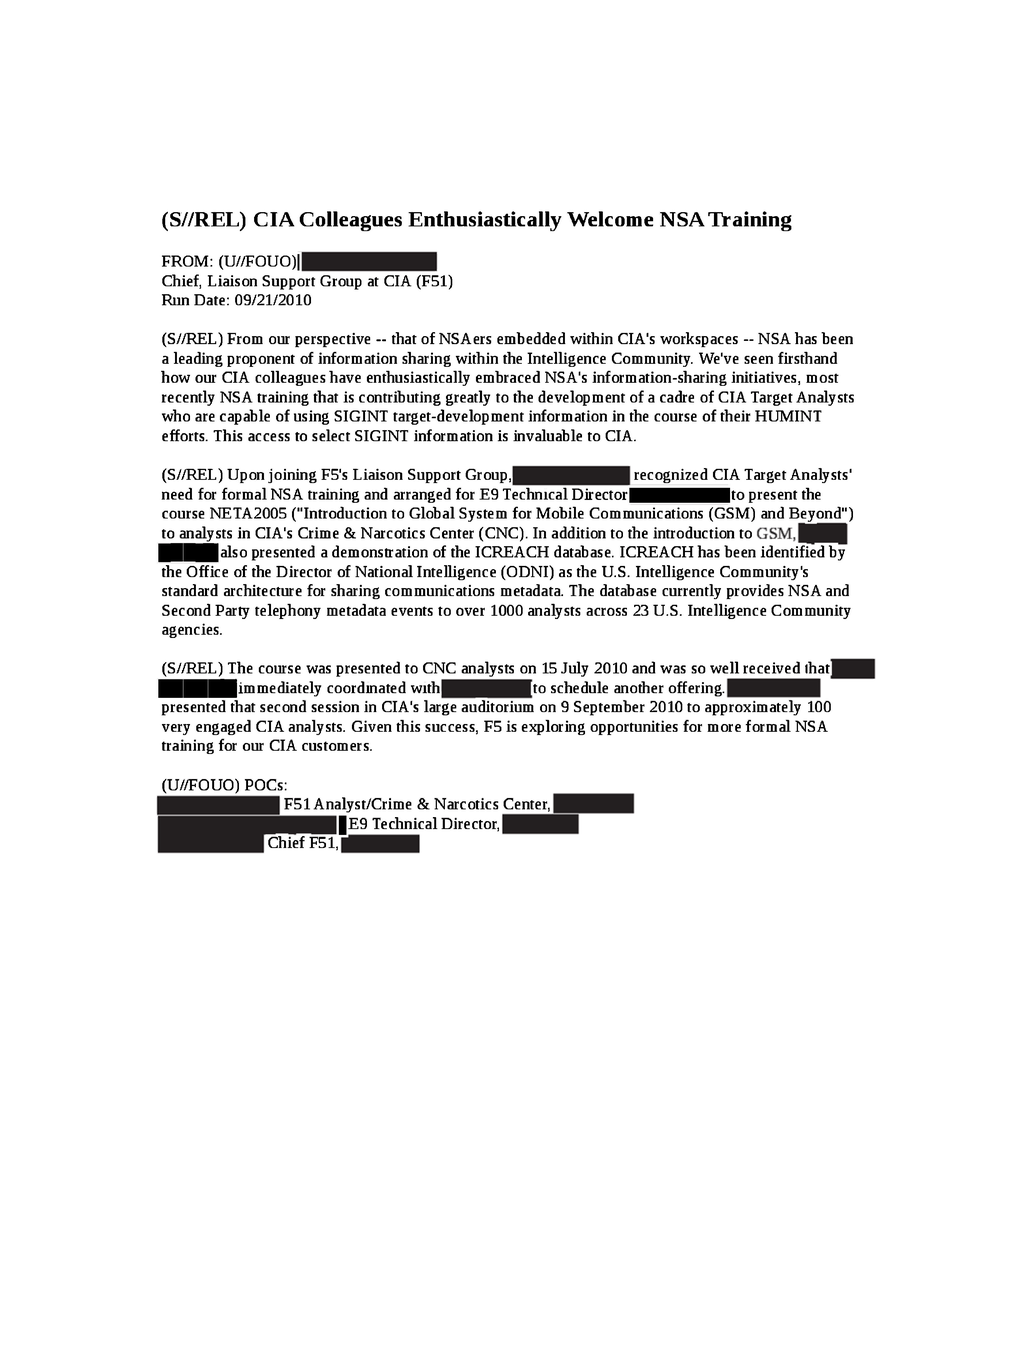 (S//REL) CIA Colleagues Enthusiastically Welcome NSA Training
FROM: (U//FOUO)
Chief, Liaison Support Group at CIA (F51)
Run Date: 09/21/2010
(S//REL) From our perspective -- that of NSAers embedded within CIA's workspaces -- NSA has been
a leading proponent of information sharing within the Intelligence Community. We've seen firsthand
how our CIA colleagues have enthusiastically embraced NSA's information-sharing initiatives, most
recently NSA training that is contributing greatly to the development of a cadre of CIA Target Analysts
who are capable of using SIGINT target-development information in the course of their HUMINT
efforts. This access to select SIGINT information is invaluable to CIA.
(S//REL) Upon joining F5's Liaison Support Group, recognized CIA Target Analysts'
need for formal NSA training and arranged for E9 Technical Director to present the
course NETA2005 ("Introduction to Global System for Mobile Communications (GSM) and Beyond")
to analysts in CIA's Crime & Narcotics Center (CNC). In addition to the introduction to GSM,
also presented a demonstration of the ICREACH database. ICREACH has been identified by
the Office of the Director of National Intelligence (ODNI) as the U.S. Intelligence Community's
standard architecture for sharing communications metadata. The database currently provides NSA and
Second Party telephony metadata events to over 1000 analysts across 23 U.S. Intelligence Community
agencies.
(S//REL) The course was presented to CNC analysts on 15 July 2010 and was so well received that
immediately coordinated with to schedule another offering.
presented that second session in CIA's large auditorium on 9 September 2010 to approximately 100
very engaged CIA analysts. Given this success, F5 is exploring opportunities for more formal NSA
training for our CIA customers.
(U//FOUO) POCs:
F51 Analyst/Crime & Narcotics Center,
E9 Technical Director,
Chief F51,